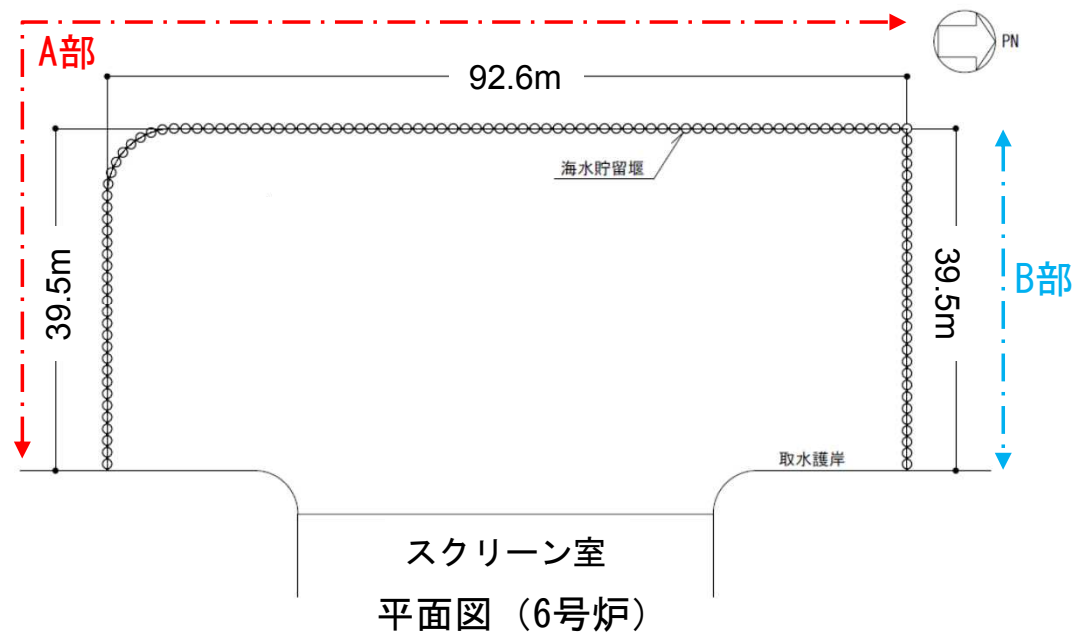 A部
PN
92.6m
海水貯留堰
39.5m
39.5m
B部
取水護岸
スクリーン室
平面図（6号炉）